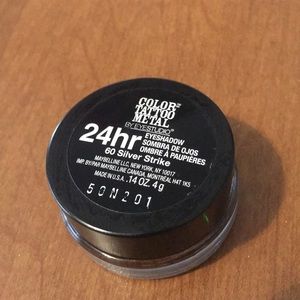 COLOR
TATTOO
METAL
BY EYESTUDIO®
24hr EYESHADOW
SOMBRA DE OJOS
OMBRE À PAUPIÈRES
60 Silver Strike
MAYBELLINE LLC, NEW YORK, NY 10017
IMP. BY/PAR MAYBELLINE CANADA, MONTRÉAL H4T 1K5
MADE IN U.S.A. .14 OZ. 4g
50N201